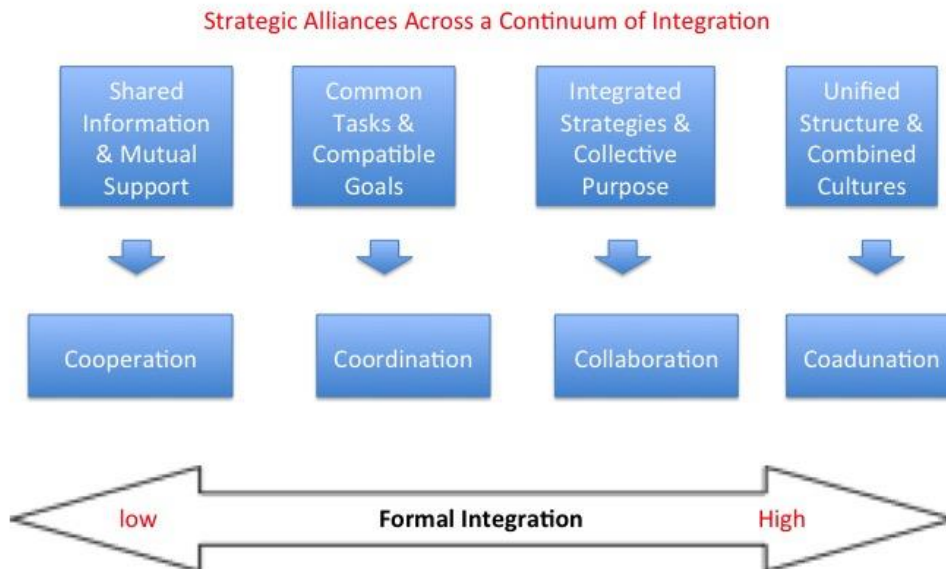 Strategic Alliances Across a Continuum of Integration
Shared
Information
& Mutual
Support
Common
Tasks &
Compatible
Goals
Integrated
Strategies &
Collective
Purpose
Unified
Structure &
Combined
Cultures
Cooperation
Coordination
Collaboration
Coadunation
low
Formal Integration
High